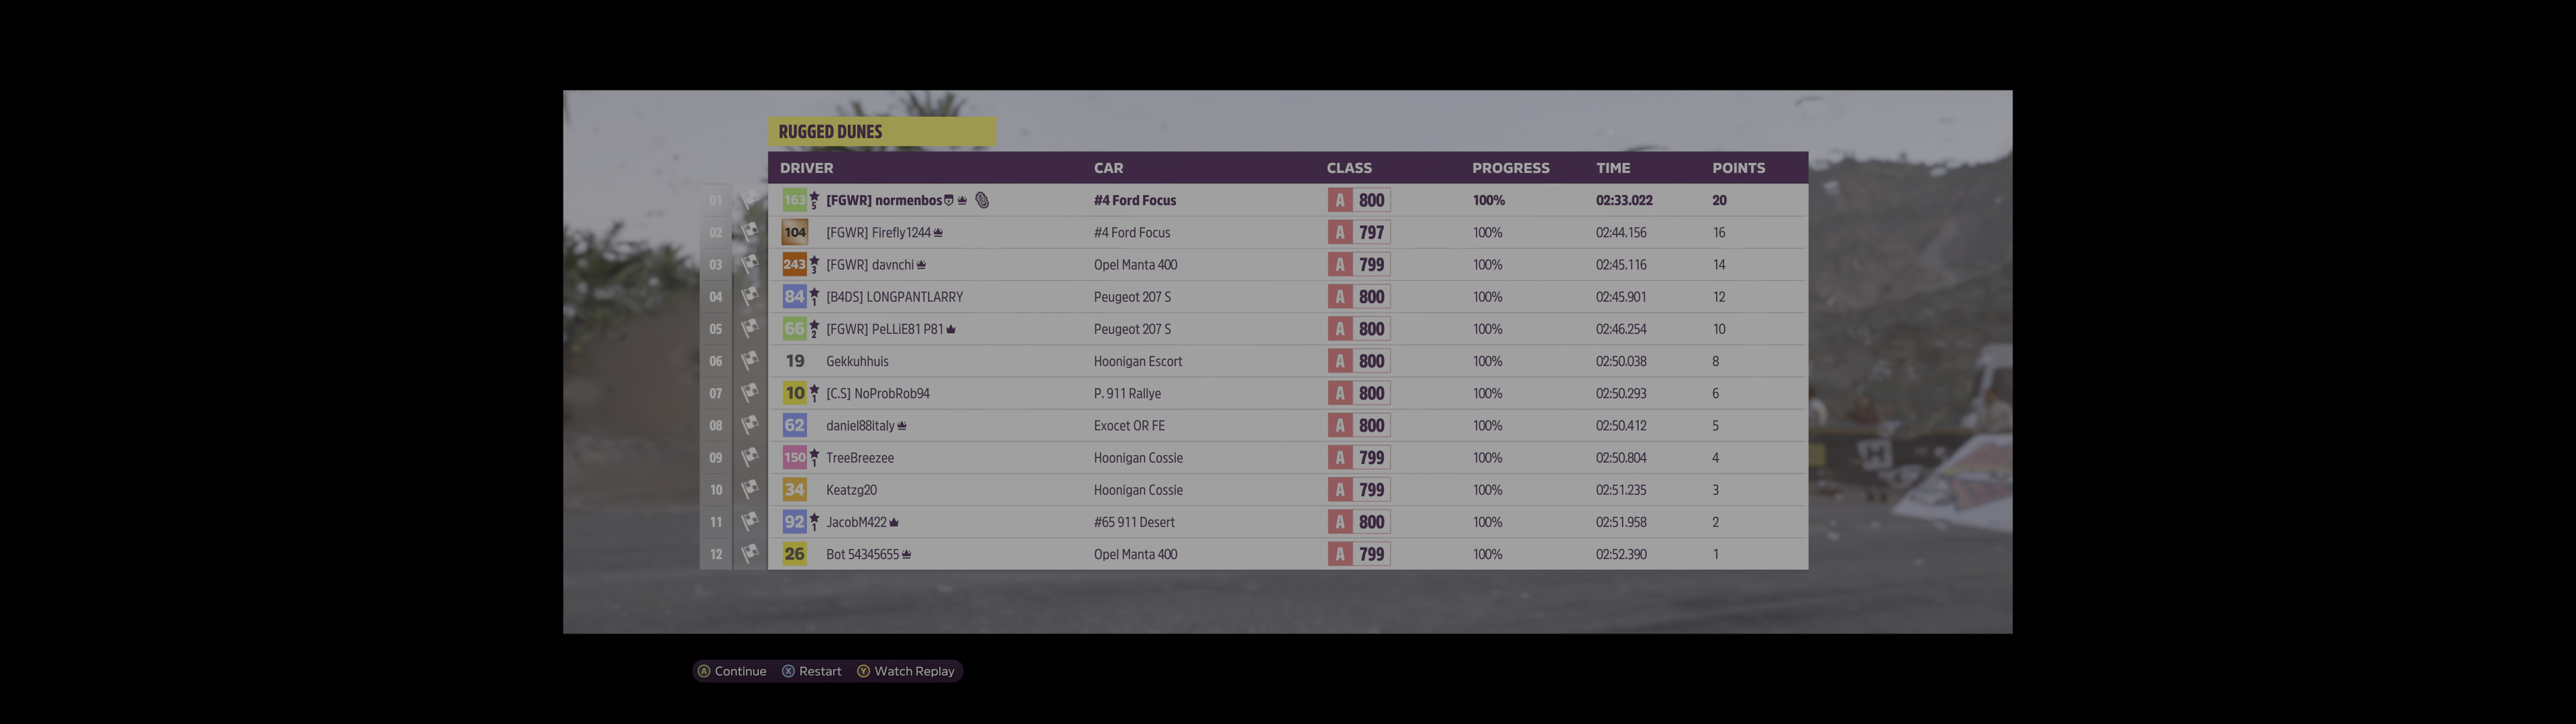 RUGGED DUNES
DRIVER CAR CLASS PROGRESS TIME POINTS
01 163 5 [FGWR] normenbos #4 Ford Focus A 800 100% 02:33.022 20
02 104 [FGWR] Firefly1244 #4 Ford Focus A 797 100% 02:44.156 16
03 243 3 [FGWR] davnchi Opel Manta 400 A 799 100% 02:45.116 14
04 84 1 [B4DS] LONGPANTLARRY Peugeot 207 S A 800 100% 02:45.901 12
05 66 2 [FGWR] PeLLiE81 P81 Peugeot 207 S A 800 100% 02:46.254 10
06 19 Gekkuhhuis Hoonigan Escort A 800 100% 02:50.038 8
07 10 1 [C.S] NoProbRob94 P. 911 Rallye A 800 100% 02:50.293 6
08 62 daniel88italy Exocet OR FE A 800 100% 02:50.412 5
09 150 1 TreeBreezee Hoonigan Cossie A 799 100% 02:50.804 4
10 34 Keatzg20 Hoonigan Cossie A 799 100% 02:51.235 3
11 92 1 JacobM422 #65 911 Desert A 800 100% 02:51.958 2
12 26 Bot 54345655 Opel Manta 400 A 799 100% 02:52.390 1
H
A Continue X Restart Y Watch Replay